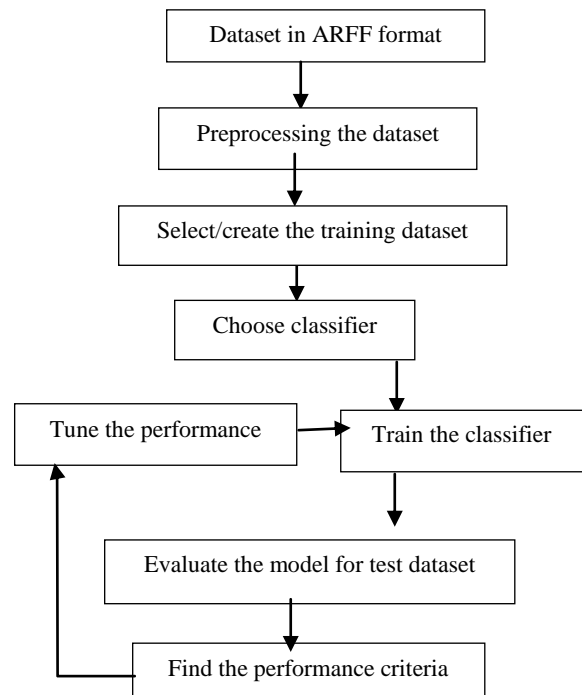 Dataset in ARFF format
Preprocessing the dataset
Select/create the training dataset
Choose classifier
Tune the performance
Train the classifier
Evaluate the model for test dataset
Find the performance criteria